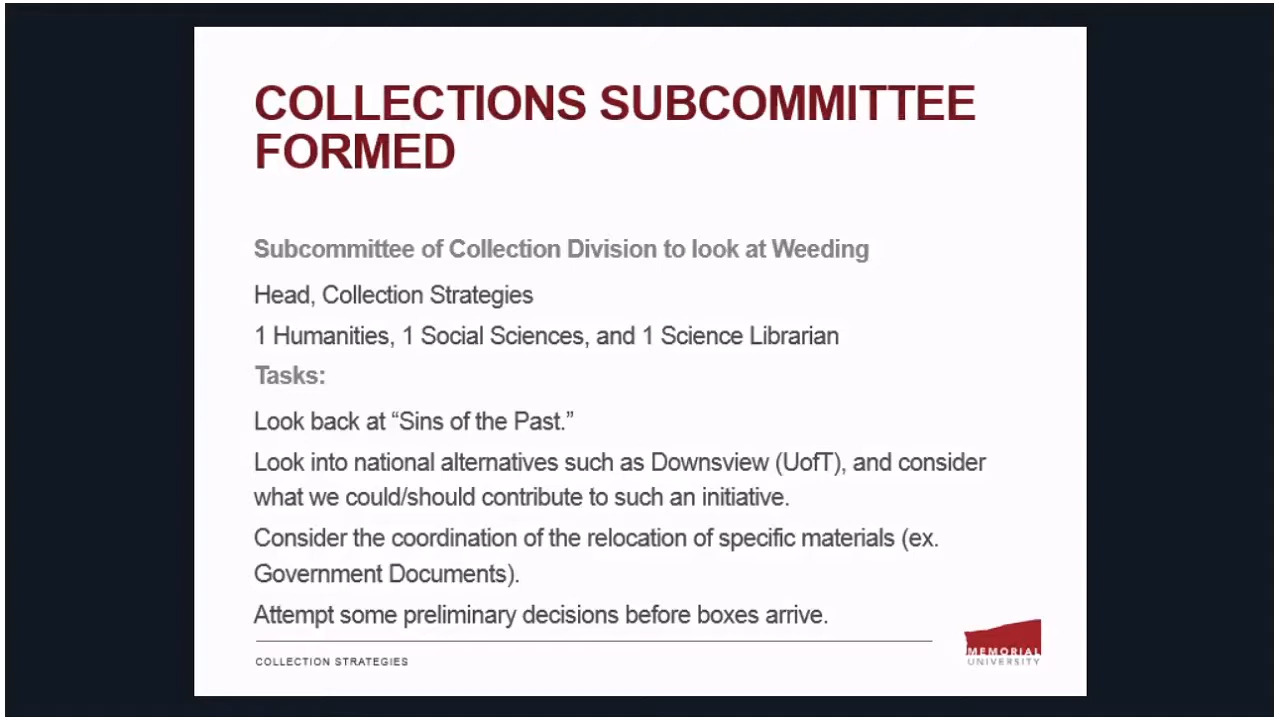 COLLECTIONS SUBCOMMITTEE
FORMED
Subcommittee of Collection Division to look at Weeding
Head, Collection Strategies
1 Humanities, 1 Social Sciences, and 1 Science Librarian
Tasks:
Look back at “Sins of the Past.”
Look into national alternatives such as Downsview (UofT), and consider
what we could/should contribute to such an initiative.
Consider the coordination of the relocation of specific materials (ex.
Government Documents).
Attempt some preliminary decisions before boxes arrive.
COLLECTION STRATEGIES
MEMORIAL
UNIVERSITY